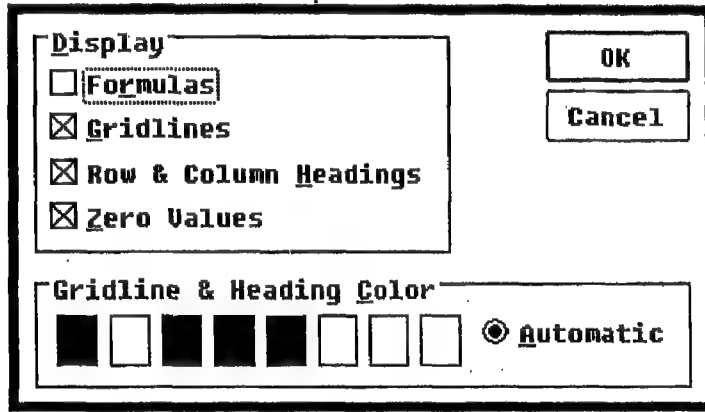 Display
OK
Formulas
Cancel
Gridlines
Row & Column Headings
Zero Values
Gridline & Heading Color
Automatic